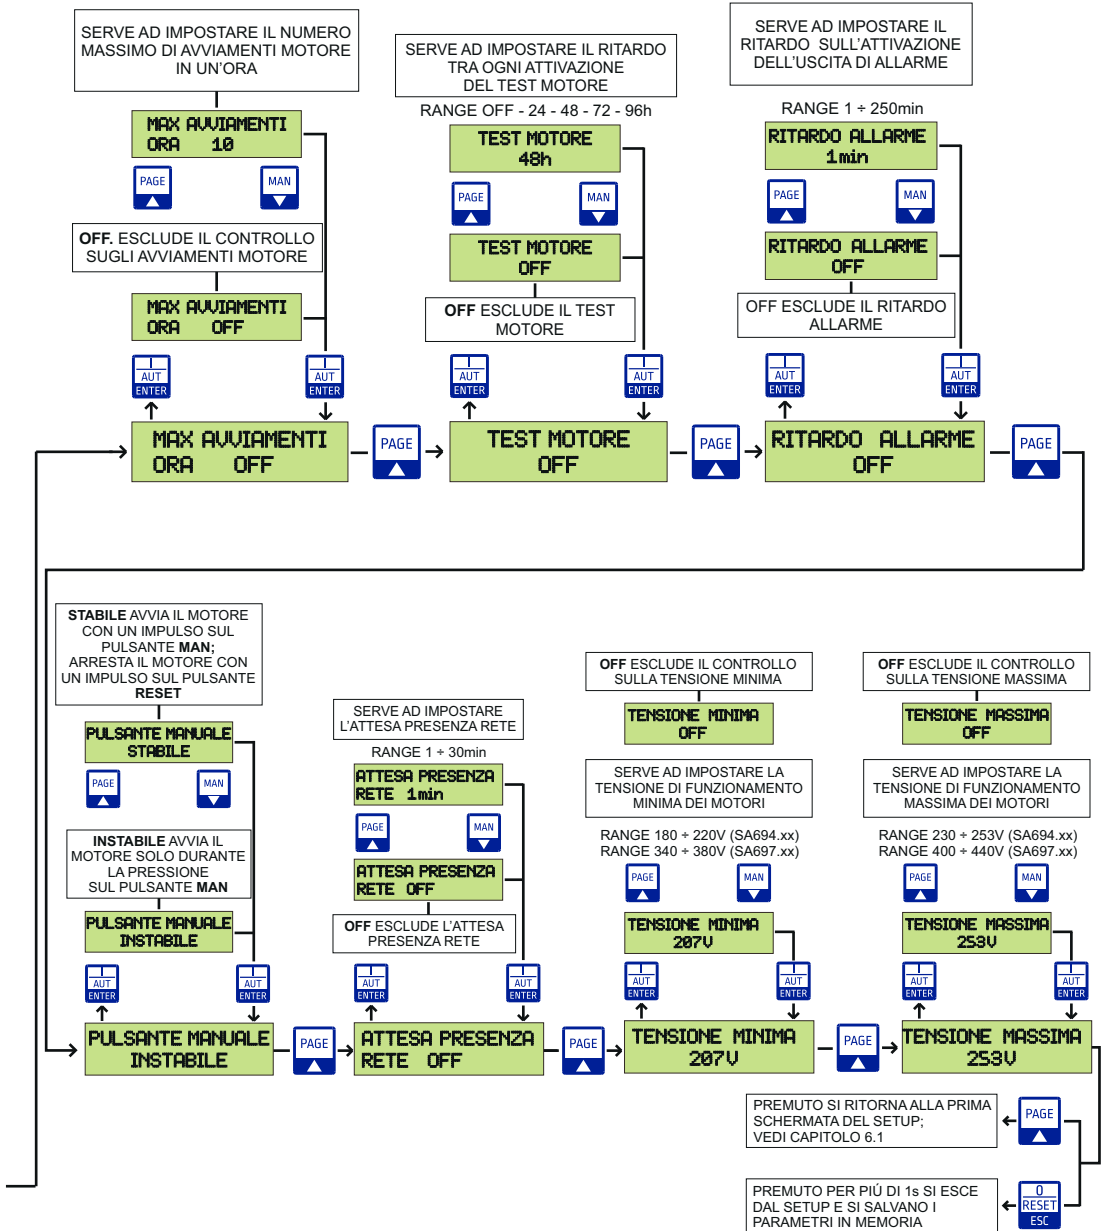 SERVE AD IMPOSTARE IL NUMERO
MASSIMO DI AVVIAMENTI MOTORE
IN UN'ORA
MAX AVVIAMENTI
ORA 10
PAGE
MAN
OFF. ESCLUDE IL CONTROLLO
SUGLI AVVIAMENTI MOTORE
MAX AVVIAMENTI
ORA OFF
AUT
ENTER
AUT
ENTER
MAX AVVIAMENTI
ORA OFF
PAGE
SERVE AD IMPOSTARE IL RITARDO
TRA OGNI ATTIVAZIONE
DEL TEST MOTORE
RANGE OFF - 24 - 48 - 72 - 96h
TEST MOTORE
48h
PAGE
MAN
TEST MOTORE
OFF
OFF ESCLUDE IL TEST
MOTORE
AUT
ENTER
AUT
ENTER
TEST MOTORE
OFF
PAGE
SERVE AD IMPOSTARE IL
RITARDO SULL'ATTIVAZIONE
DELL'USCITA DI ALLARME
RANGE 1 ÷ 250min
RITARDO ALLARME
1min
PAGE
MAN
RITARDO ALLARME
OFF
OFF ESCLUDE IL RITARDO
ALLARME
AUT
ENTER
AUT
ENTER
RITARDO ALLARME
OFF
PAGE
STABILE AVVIA IL MOTORE
CON UN IMPULSO SUL
PULSANTE MAN;
ARRESTA IL MOTORE CON
UN IMPULSO SUL PULSANTE
RESET
PULSANTE MANUALE
STABILE
PAGE
MAN
INSTABILE AVVIA IL
MOTORE SOLO DURANTE
LA PRESSIONE
SUL PULSANTE MAN
PULSANTE MANUALE
INSTABILE
AUT
ENTER
AUT
ENTER
PULSANTE MANUALE
INSTABILE
PAGE
SERVE AD IMPOSTARE
L'ATTESA PRESENZA RETE
RANGE 1 ÷ 30min
ATTESA PRESENZA
RETE 1min
PAGE
MAN
ATTESA PRESENZA
RETE OFF
OFF ESCLUDE L'ATTESA
PRESENZA RETE
AUT
ENTER
AUT
ENTER
ATTESA PRESENZA
RETE OFF
PAGE
OFF ESCLUDE IL CONTROLLO
SULLA TENSIONE MINIMA
TENSIONE MINIMA
OFF
SERVE AD IMPOSTARE LA
TENSIONE DI FUNZIONAMENTO
MINIMA DEI MOTORI
RANGE 180 ÷ 220V (SA694.xx)
RANGE 340 ÷ 380V (SA697.xx)
PAGE
MAN
TENSIONE MINIMA
207V
AUT
ENTER
AUT
ENTER
TENSIONE MINIMA
207V
PAGE
OFF ESCLUDE IL CONTROLLO
SULLA TENSIONE MASSIMA
TENSIONE MASSIMA
OFF
SERVE AD IMPOSTARE LA
TENSIONE DI FUNZIONAMENTO
MASSIMA DEI MOTORI
RANGE 230 ÷ 253V (SA694.xx)
RANGE 400 ÷ 440V (SA697.xx)
PAGE
MAN
TENSIONE MASSIMA
253V
AUT
ENTER
AUT
ENTER
TENSIONE MASSIMA
253V
PREMUTO SI RITORNA ALLA PRIMA
SCHERMATA DEL SETUP;
VEDI CAPITOLO 6.1
PAGE
PREMUTO PER PIÚ DI 1s SI ESCE
DAL SETUP E SI SALVANO I
PARAMETRI IN MEMORIA
0
RESET
ESC